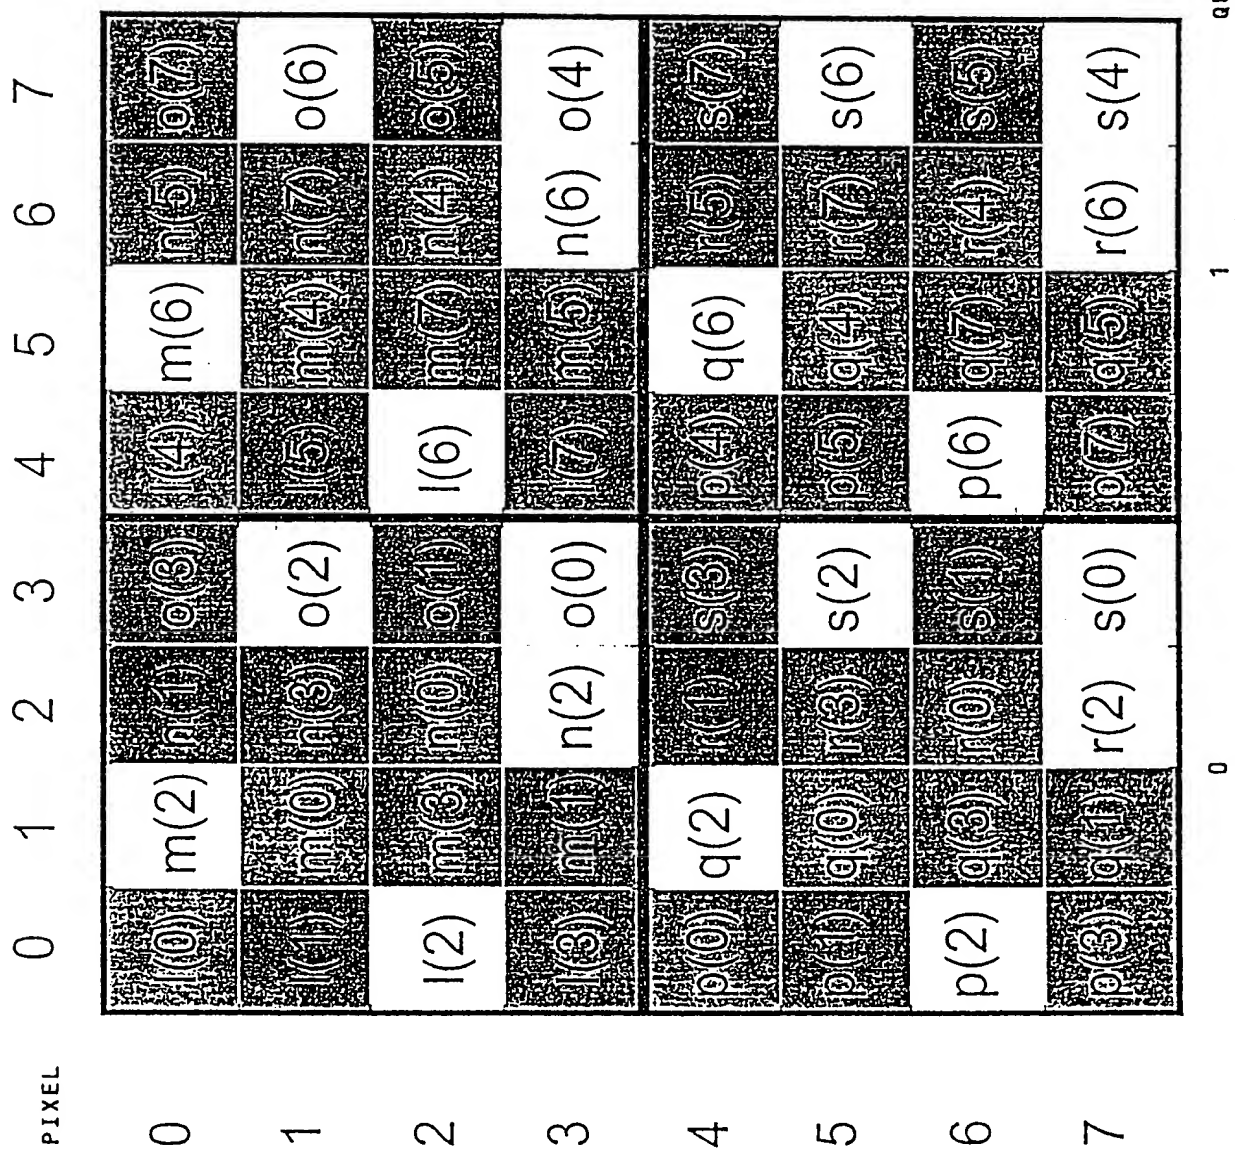 PIXEL 0 1 2 3 4 5 6 7
0 l(0) m(2) n(1) o(3) l(4) m(6) n(5) o(7)
1 l(1) m(0) n(3) o(2) l(5) m(4) n(7) o(6)
2 l(2) m(3) n(0) o(1) l(6) m(7) n(4) o(5)
3 l(3) m(1) n(2) o(0) l(7) m(5) n(6) o(4)
4 p(0) q(2) r(1) s(3) p(4) q(6) r(5) s(7)
5 p(1) q(0) r(3) s(2) p(5) q(4) r(7) s(6)
6 p(2) q(3) r(0) s(1) p(6) q(7) r(4) s(5)
7 p(3) q(1) r(2) s(0) p(7) q(5) r(6) s(4)
0 1